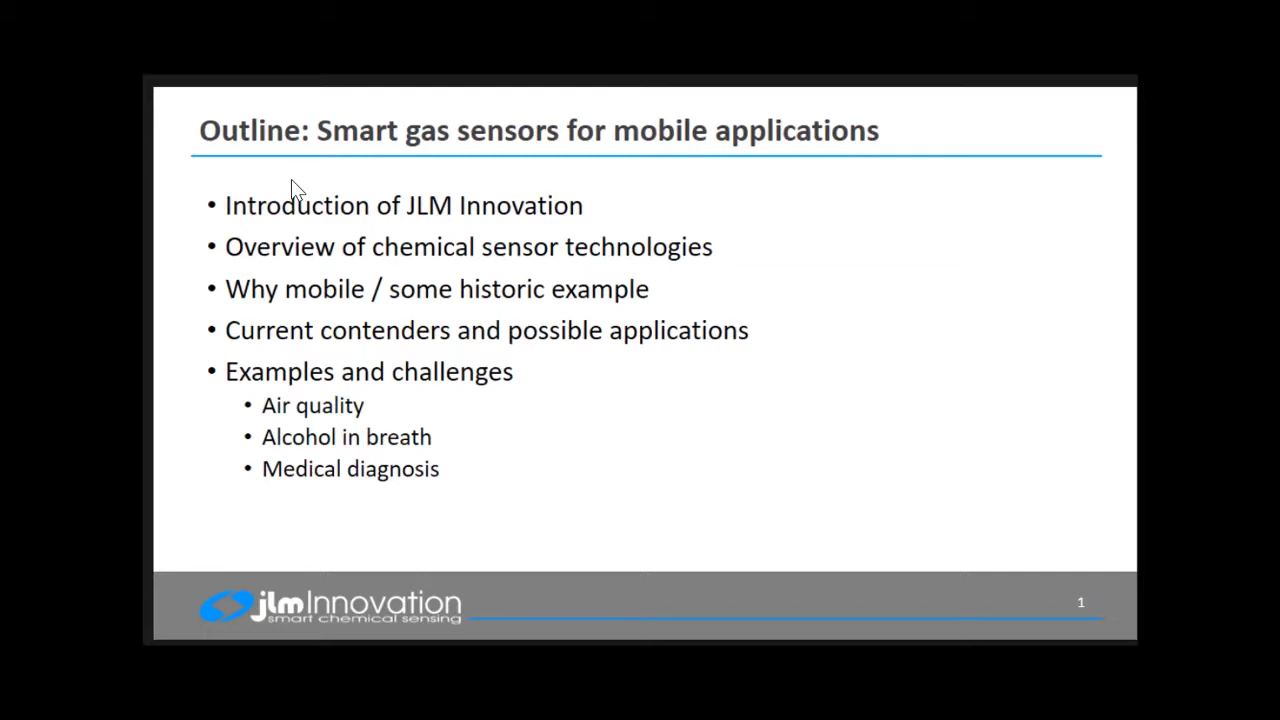 Outline: Smart gas sensors for mobile applications
• Introduction of JLM Innovation
• Overview of chemical sensor technologies
• Why mobile / some historic example
• Current contenders and possible applications
• Examples and challenges
• Air quality
• Alcohol in breath
• Medical diagnosis
jlmInnovation
smart chemical sensing
1